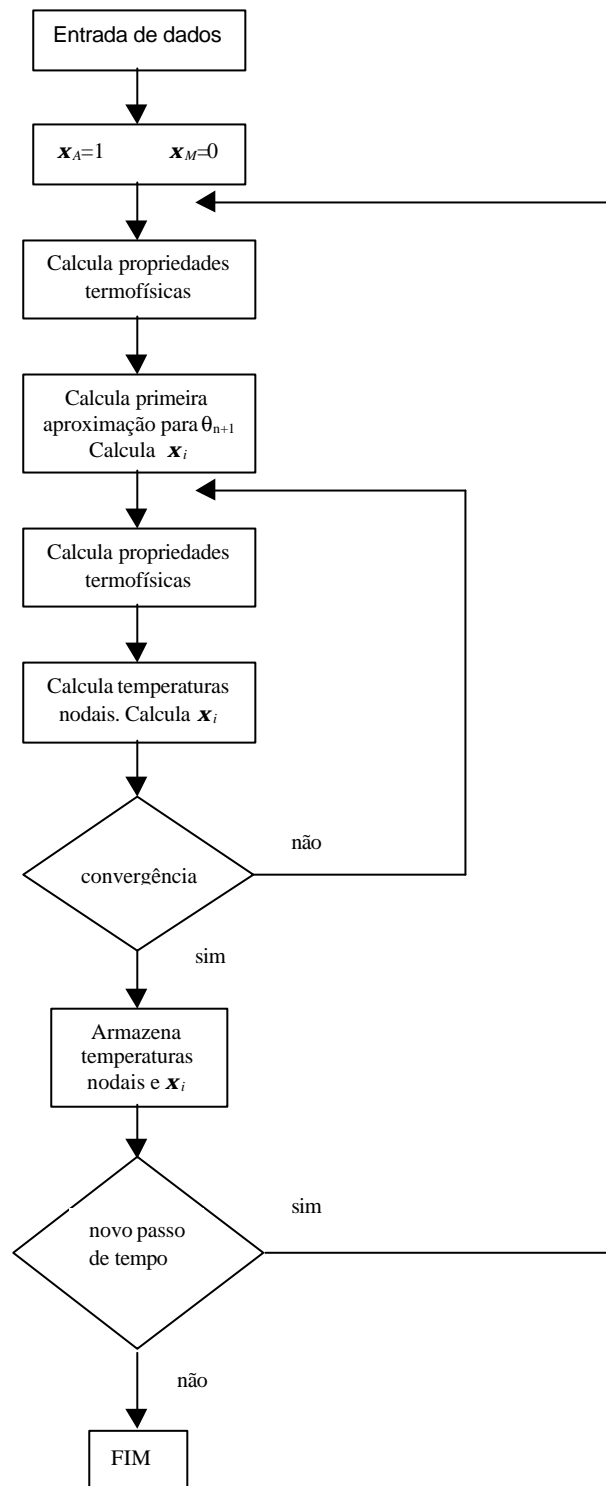 Entrada de dados
x_A=1 x_M=0
Calcula propriedades
termofísicas
Calcula primeira
aproximação para θ_{n+1}
Calcula x_i
Calcula propriedades
termofísicas
Calcula temperaturas
nodais. Calcula x_i
convergência
não
sim
Armazena
temperaturas
nodais e x_i
novo passo
de tempo
sim
não
FIM